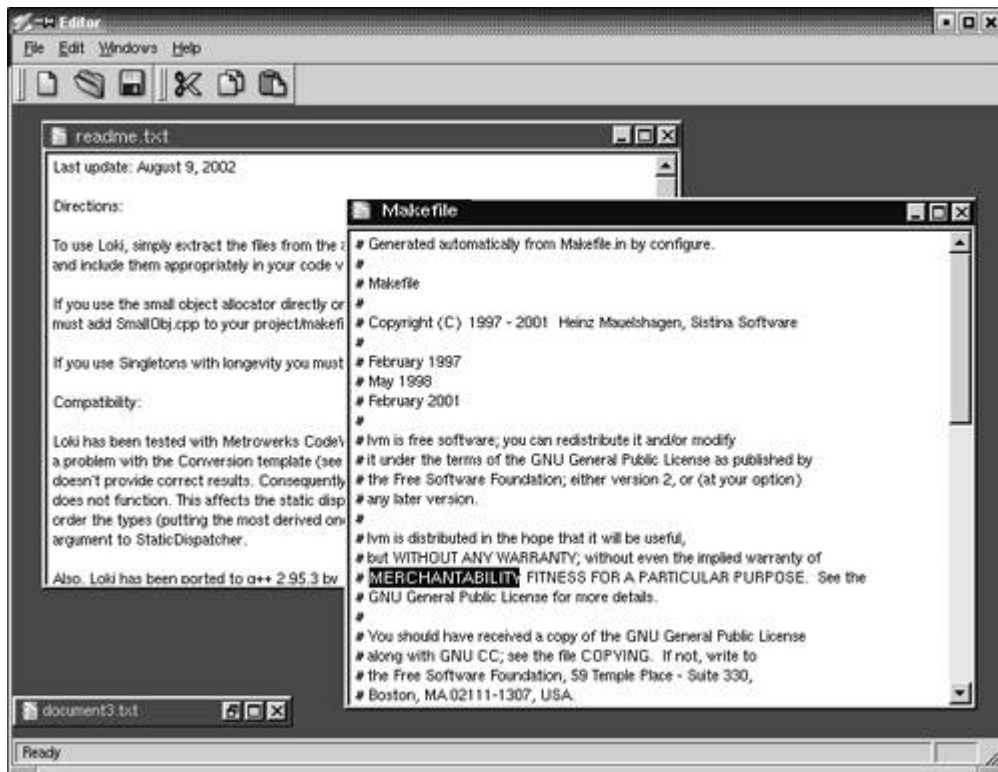 Editor
File Edit Windows Help
readme.txt
Last update: August 9, 2002
Directions:
To use Loki, simply extract the files from the
and include them appropriately in your code
If you use the small object allocator directly or
must add SmallObj.cpp to your project/makefi
If you use Singletons with longevity you must
Compatibility:
Loki has been tested with Metrowerks Code
a problem with the Conversion template (see
doesn't provide correct results. Consequently
does not function. This affects the static disp
order the types (putting the most derived on
argument to StaticDispatcher.
Also, Loki has been ported to g++ 2.95.3 by
Makefile
# Generated automatically from Makefile.in by configure.
#
# Makefile
#
# Copyright (C) 1997 - 2001 Heinz Mauelshagen, Sistina Software
#
# February 1997
# May 1998
# February 2001
#
# lvm is free software; you can redistribute it and/or modify
# it under the terms of the GNU General Public License as published by
# the Free Software Foundation; either version 2, or (at your option)
# any later version.
#
# lvm is distributed in the hope that it will be useful,
# but WITHOUT ANY WARRANTY; without even the implied warranty of
# MERCHANTABILITY FITNESS FOR A PARTICULAR PURPOSE. See the
# GNU General Public License for more details.
#
# You should have received a copy of the GNU General Public License
# along with GNU CC; see the file COPYING. If not, write to
# the Free Software Foundation, 59 Temple Place - Suite 330,
# Boston, MA 02111-1307, USA.
document3.txt
Ready